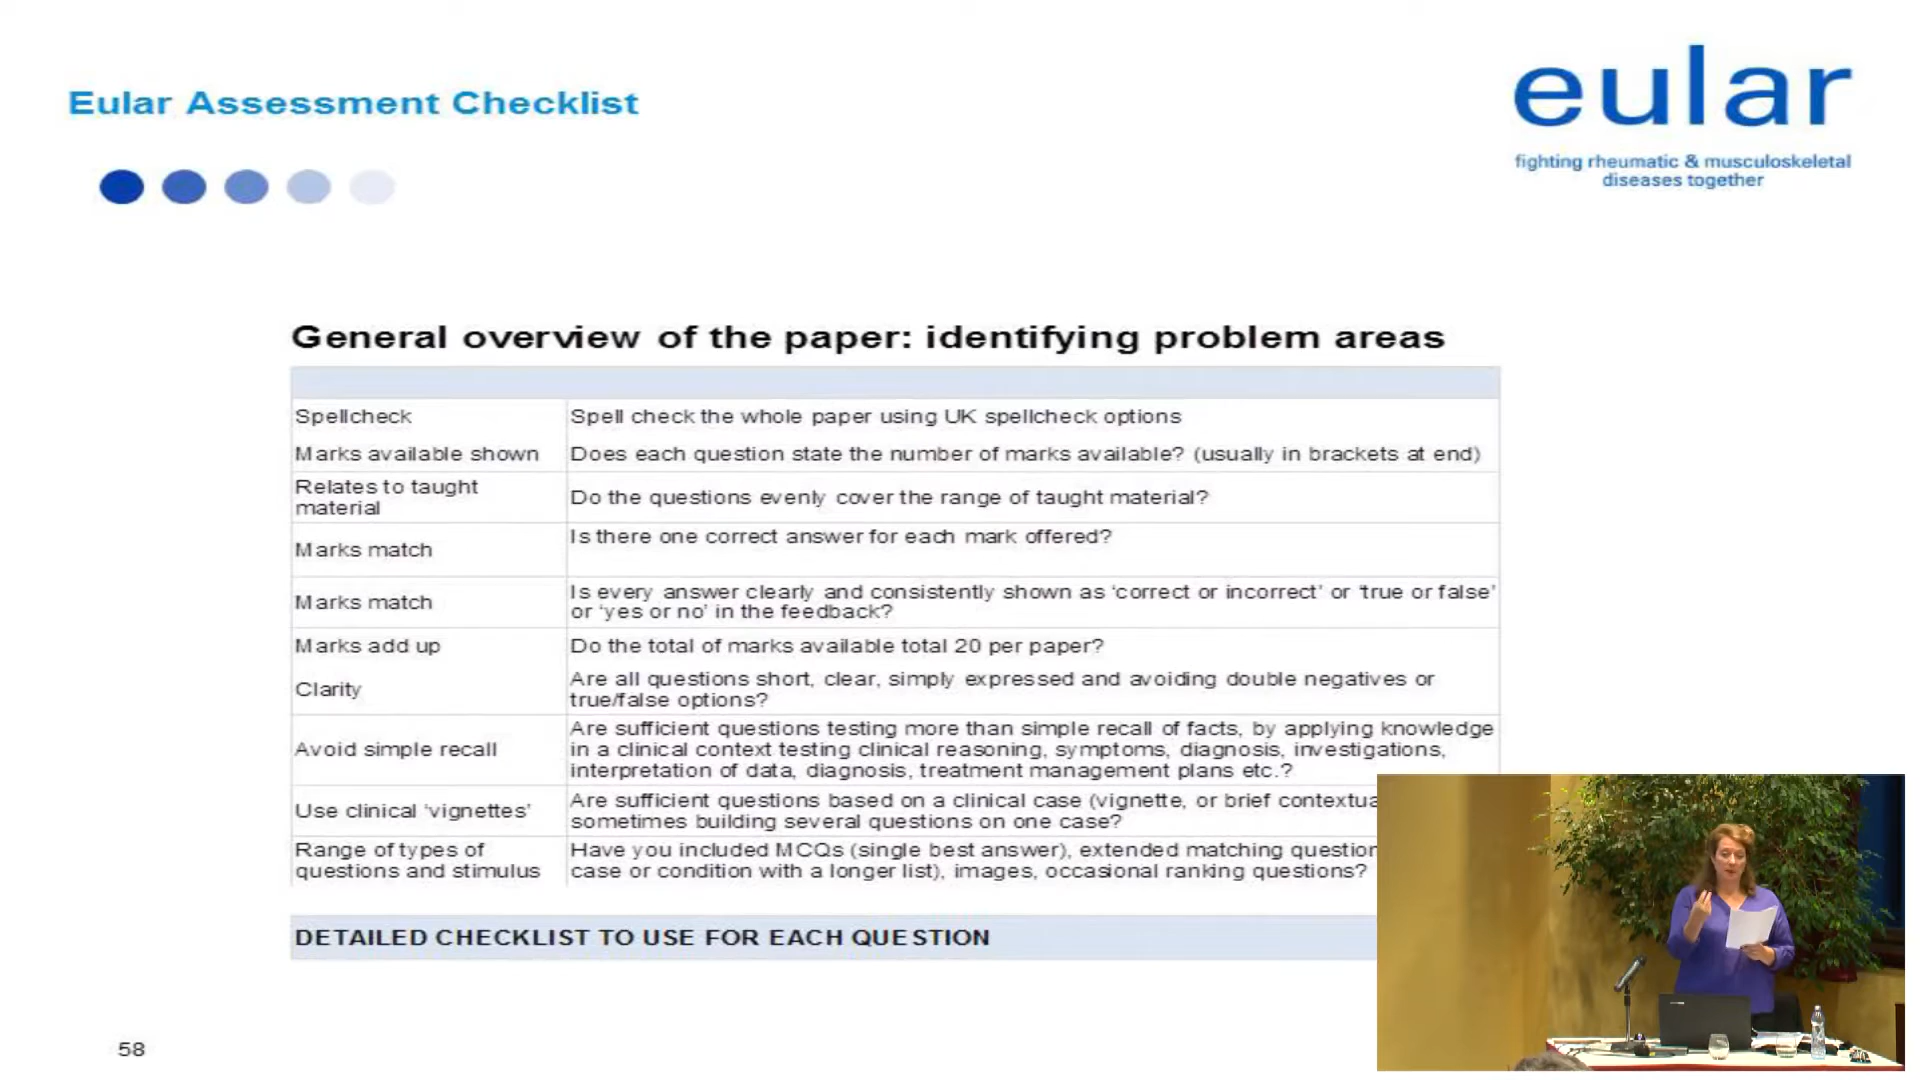 Eular Assessment Checklist
eular
fighting rheumatic & musculoskeletal
diseases together
General overview of the paper: identifying problem areas
Spellcheck
Spell check the whole paper using UK spellcheck options
Marks available shown
Does each question state the number of marks available? (usually in brackets at end)
Relates to taught
material
Do the questions evenly cover the range of taught material?
Marks match
Is there one correct answer for each mark offered?
Marks match
Is every answer clearly and consistently shown as ‘correct or incorrect’ or ‘true or false’
or ‘yes or no’ in the feedback?
Marks add up
Do the total of marks available total 20 per paper?
Clarity
Are all questions short, clear, simply expressed and avoiding double negatives or
true/false options?
Avoid simple recall
Are sufficient questions testing more than simple recall of facts, by applying knowledge
in a clinical context testing clinical reasoning, symptoms, diagnosis, investigations,
interpretation of data, diagnosis, treatment management plans etc.?
Use clinical ‘vignettes’
Are sufficient questions based on a clinical case (vignette, or brief contextua
sometimes building several questions on one case?
Range of types of
questions and stimulus
Have you included MCQs (single best answer), extended matching question
case or condition with a longer list), images, occasional ranking questions?
DETAILED CHECKLIST TO USE FOR EACH QUESTION
58